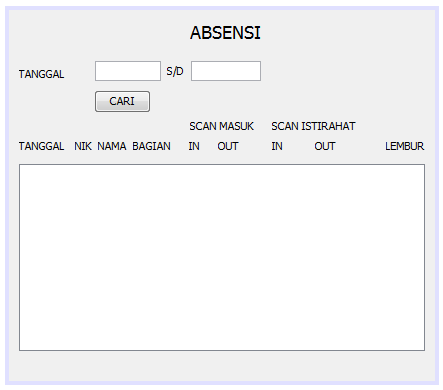 ABSENSI
TANGGAL S/D
CARI
SCAN MASUK SCAN ISTIRAHAT
TANGGAL NIK NAMA BAGIAN IN OUT IN OUT LEMBUR